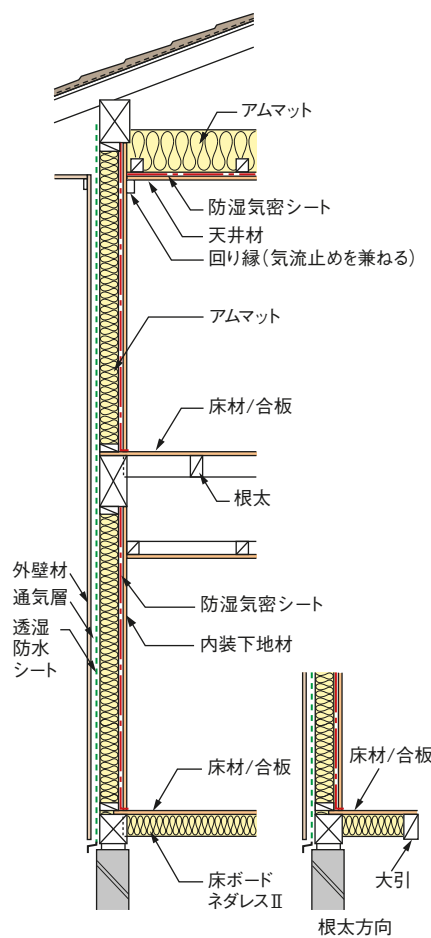 アムマット
防湿気密シート
天井材
回り縁（気流止めを兼ねる）
アムマット
床材/合板
根太
外壁材
通気層
透湿
防水
シート
防湿気密シート
内装下地材
床材/合板
床ボード
ネダレスⅡ
床材/合板
大引
根太方向